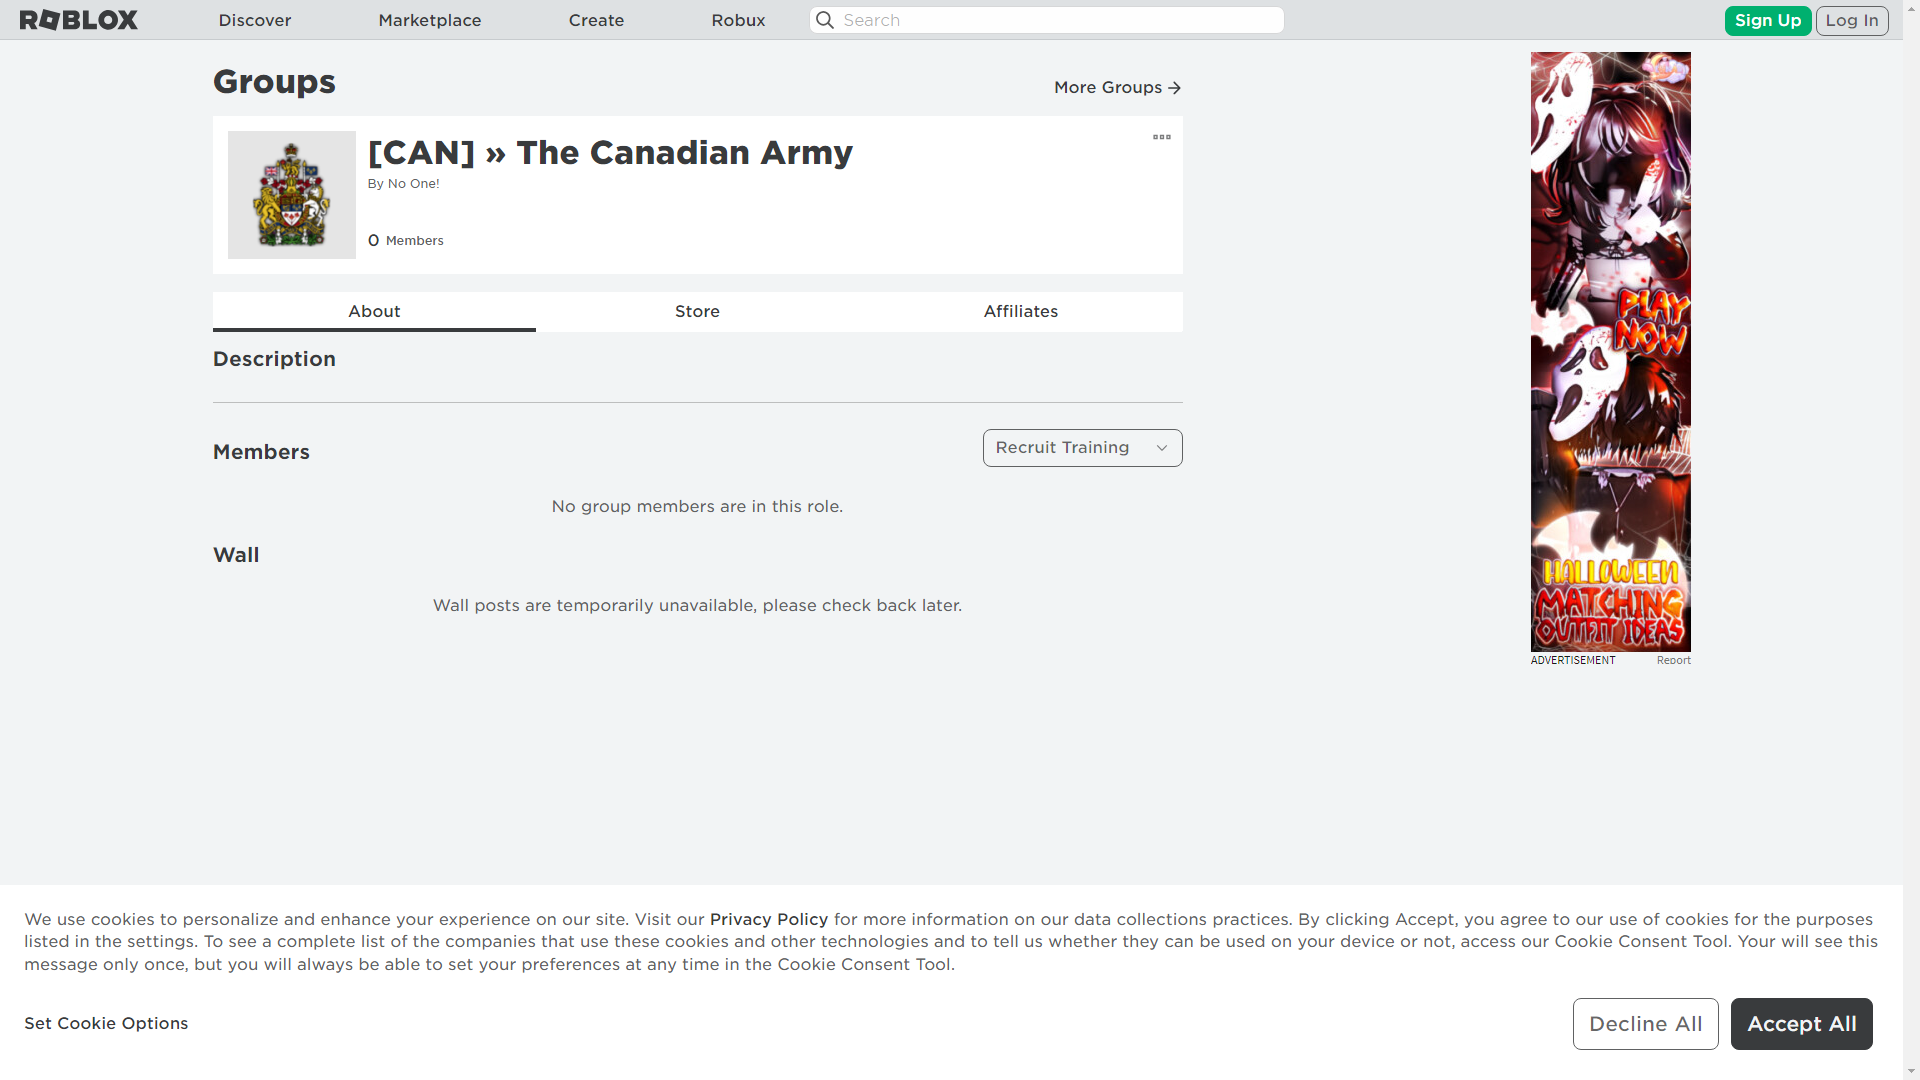 ROBLOX
Discover
Marketplace
Create
Robux
Search
Sign Up
Log In
Groups
More Groups →
[CAN] » The Canadian Army
By No One!
0 Members
About
Store
Affiliates
Description
Members
Recruit Training
No group members are in this role.
Wall
Wall posts are temporarily unavailable, please check back later.
PLAY
NOW
HALLOWEEN
MATCHING
OUTFIT IDEAS
ADVERTISEMENT
Report
We use cookies to personalize and enhance your experience on our site. Visit our Privacy Policy for more information on our data collections practices. By clicking Accept, you agree to our use of cookies for the purposes
listed in the settings. To see a complete list of the companies that use these cookies and other technologies and to tell us whether they can be used on your device or not, access our Cookie Consent Tool. Your will see this
message only once, but you will always be able to set your preferences at any time in the Cookie Consent Tool.
Set Cookie Options
Decline All
Accept All